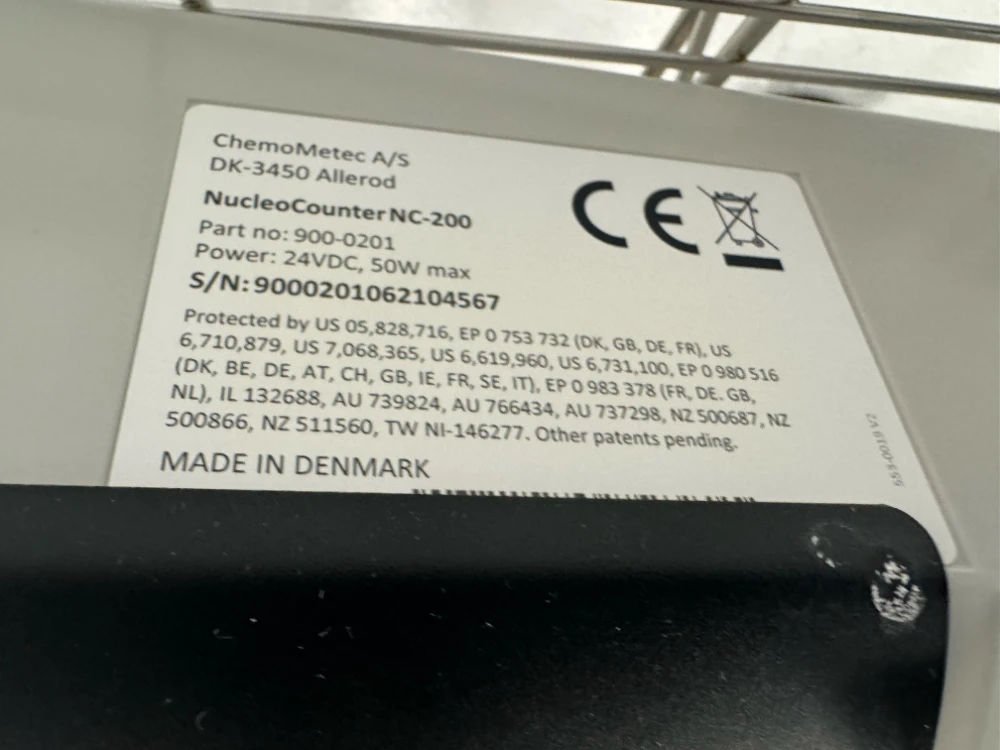 ChemoMetec A/S
DK-3450 Allerod
NucleoCounter NC-200
Part no: 900-0201
Power: 24VDC, 50W max
S/N: 9000201062104567
Protected by US 05,828,716, EP 0 753 732 (DK, GB, DE, FR), US
6,710,879, US 7,068,365, US 6,619,960, US 6,731,100, EP 0 980 516
(DK, BE, DE, AT, CH, GB, IE, FR, SE, IT), EP 0 983 378 (FR, DE. GB,
NL), IL 132688, AU 739824, AU 766434, AU 737298, NZ 500687, NZ
500866, NZ 511560, TW NI-146277. Other patents pending.
MADE IN DENMARK
CE
553-0019 V2